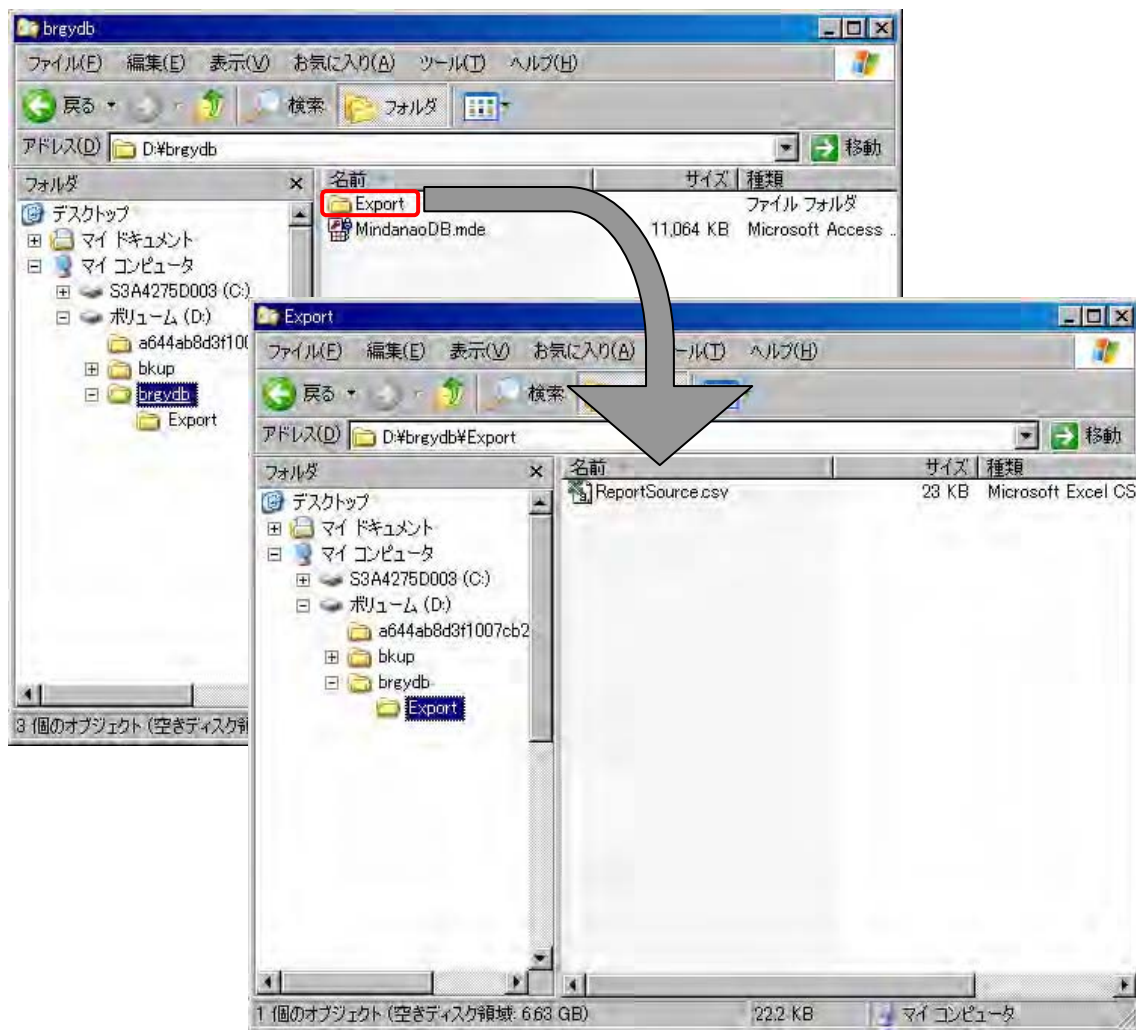 brgydb
ファイル(F) 編集(E) 表示(V) お気に入り(A) ツール(T) ヘルプ(H)
戻る 検索 フォルダ
アドレス(D) D:¥brgydb 移動
フォルダ × 名前 サイズ 種類
デスクトップ
マイ ドキュメント
マイ コンピュータ
S3A4275D003 (C:)
ボリューム (D:)
a644ab8d3f100
bkup
brgydb
Export
Export ファイル フォルダ
MindanaoDB.mde 11,064 KB Microsoft Access
3 個のオブジェクト (空きディスク領
Export
ファイル(F) 編集(E) 表示(V) お気に入り(A) ール(T) ヘルプ(H)
戻る 検索
アドレス(D) D:¥brgydb¥Export 移動
フォルダ × 名前 サイズ 種類
デスクトップ
マイ ドキュメント
マイ コンピュータ
S3A4275D003 (C:)
ボリューム (D:)
a644ab8d3f1007cb2
bkup
brgydb
Export
ReportSource.csv 23 KB Microsoft Excel CS
1 個のオブジェクト (空きディスク領域: 6.63 GB) 22.2 KB マイ コンピュータ